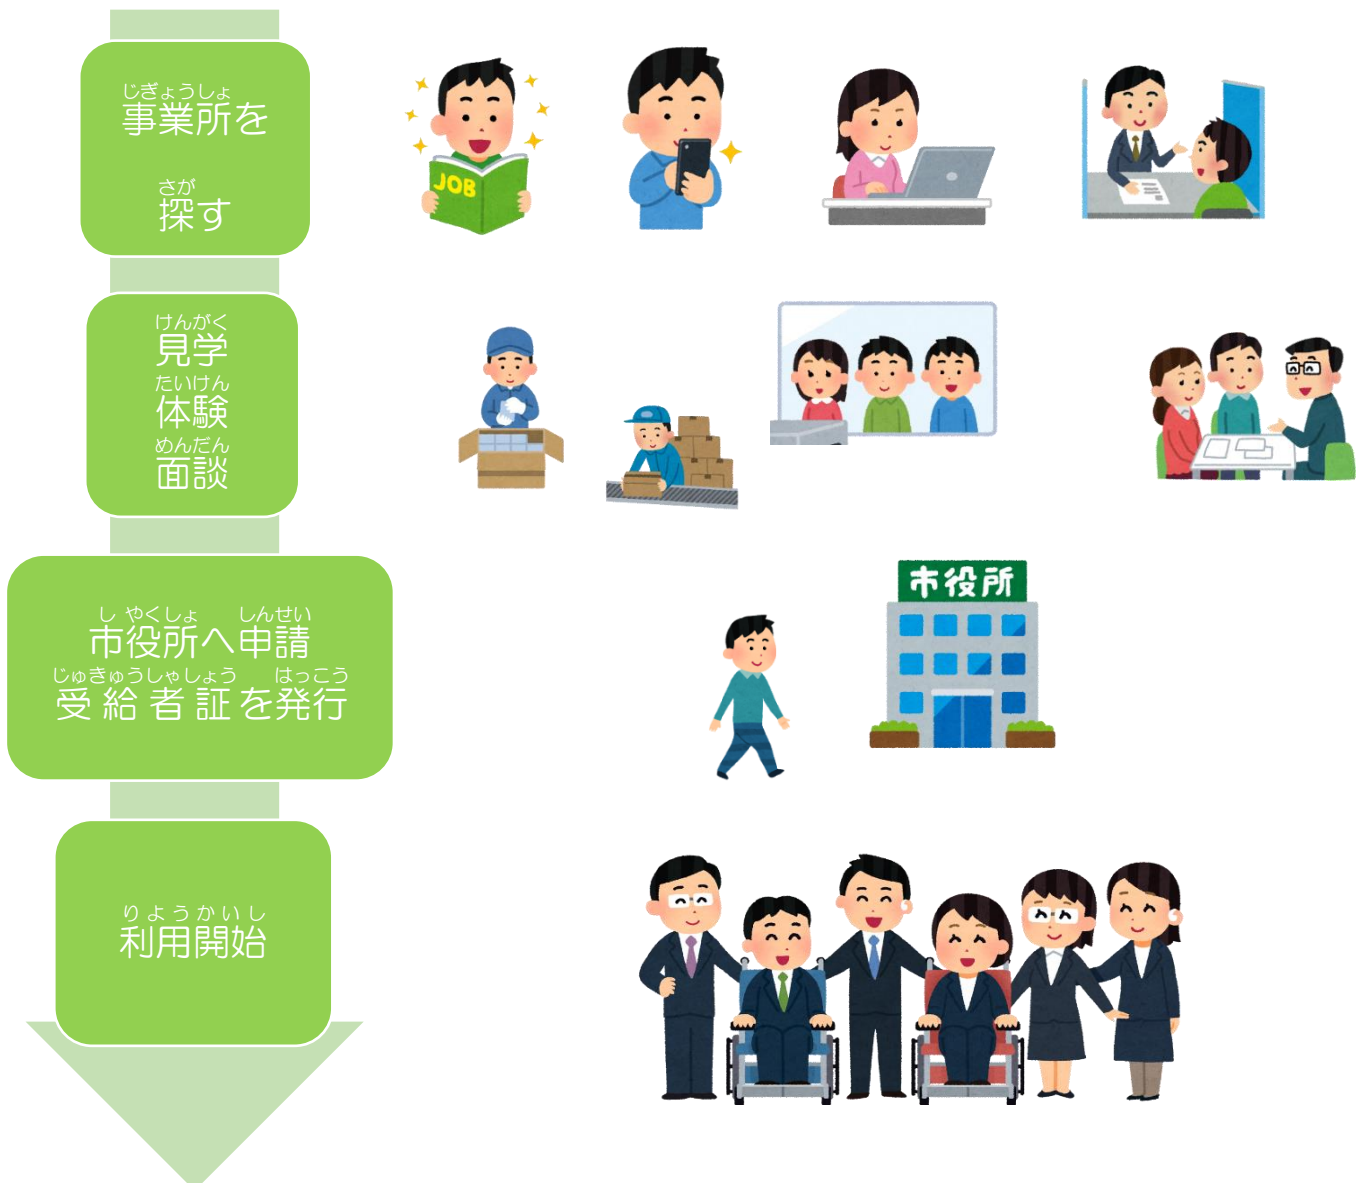 じぎょうしょ
事業所を
さが
探す
JOB
けんがく
見学
たいけん
体験
めんだん
面談
しやくしょ しんせい
市役所へ申請
じゅきゅうしゃしょう はっこう
受給者証を発行
市役所
りようかいし
利用開始